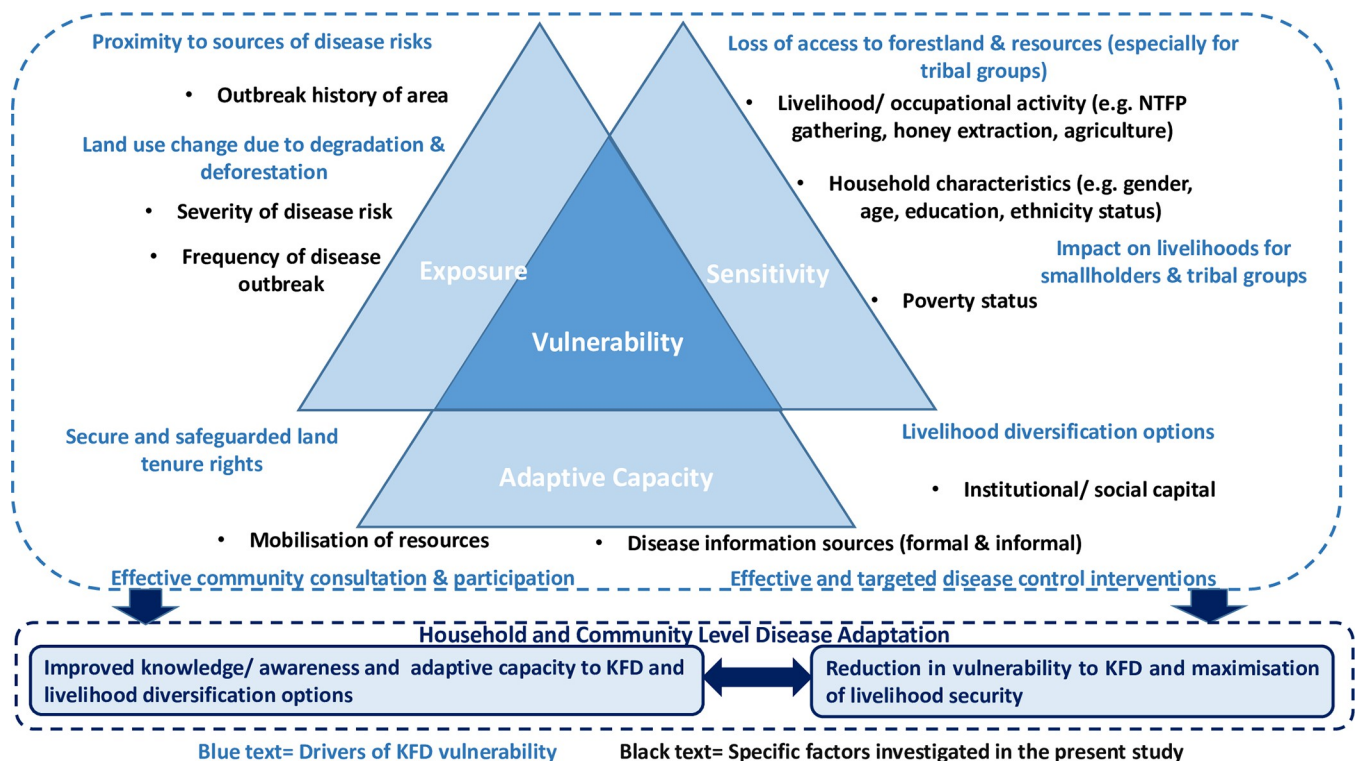 Proximity to sources of disease risks
• Outbreak history of area
Land use change due to degradation &
deforestation
• Severity of disease risk
• Frequency of disease
outbreak
Loss of access to forestland & resources (especially for
tribal groups)
• Livelihood/ occupational activity (e.g. NTFP
gathering, honey extraction, agriculture)
• Household characteristics (e.g. gender,
age, education, ethnicity status)
Impact on livelihoods for
smallholders & tribal groups
• Poverty status
Exposure
Sensitivity
Vulnerability
Adaptive Capacity
Secure and safeguarded land
tenure rights
Livelihood diversification options
• Institutional/ social capital
• Mobilisation of resources
• Disease information sources (formal & informal)
Effective community consultation & participation
Effective and targeted disease control interventions
Household and Community Level Disease Adaptation
Improved knowledge/ awareness and adaptive capacity to KFD and
livelihood diversification options
Reduction in vulnerability to KFD and maximisation
of livelihood security
Blue text= Drivers of KFD vulnerability
Black text= Specific factors investigated in the present study